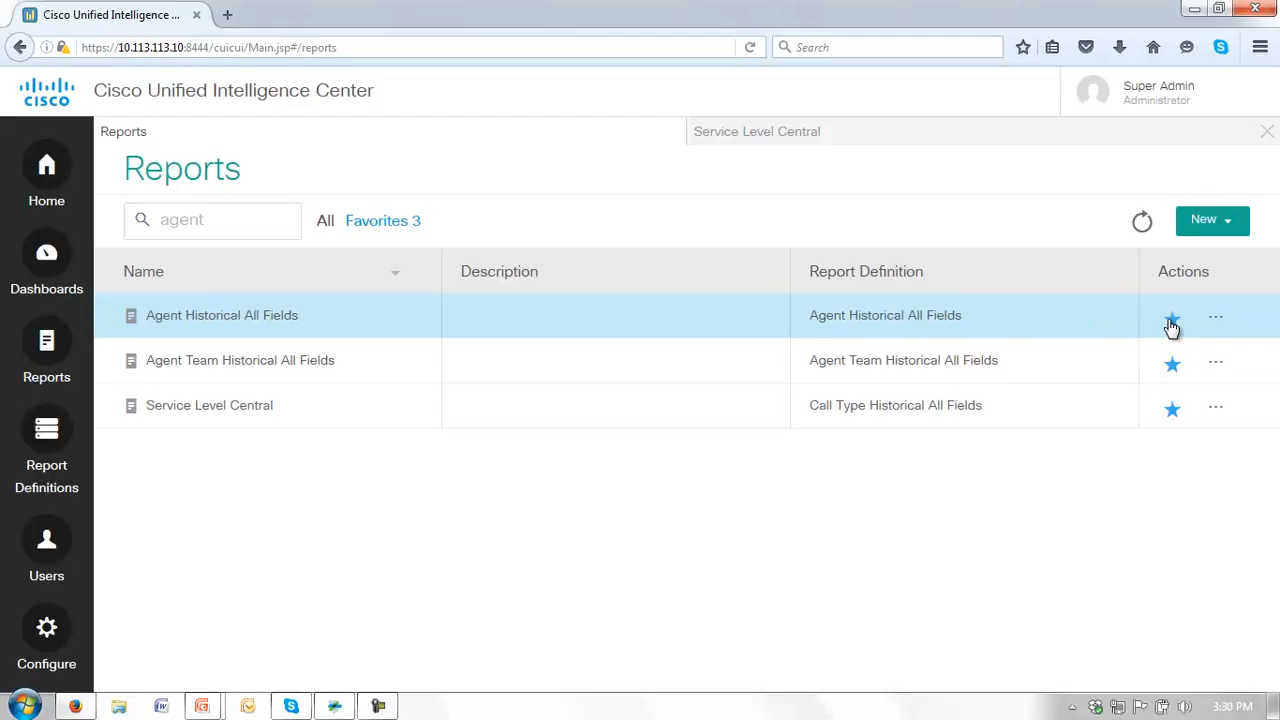 Cisco Unified Intelligence ...
https://10.113.113.10:8444/cuicui/Main.jsp#/reports
Search
CISCO
Cisco Unified Intelligence Center
Super Admin
Administrator
Reports
Service Level Central
Reports
agent
All
Favorites 3
New
Name
Description
Report Definition
Actions
Agent Historical All Fields
Agent Historical All Fields
Agent Team Historical All Fields
Agent Team Historical All Fields
Service Level Central
Call Type Historical All Fields
Home
Dashboards
Reports
Report
Definitions
Users
Configure
3:30 PM